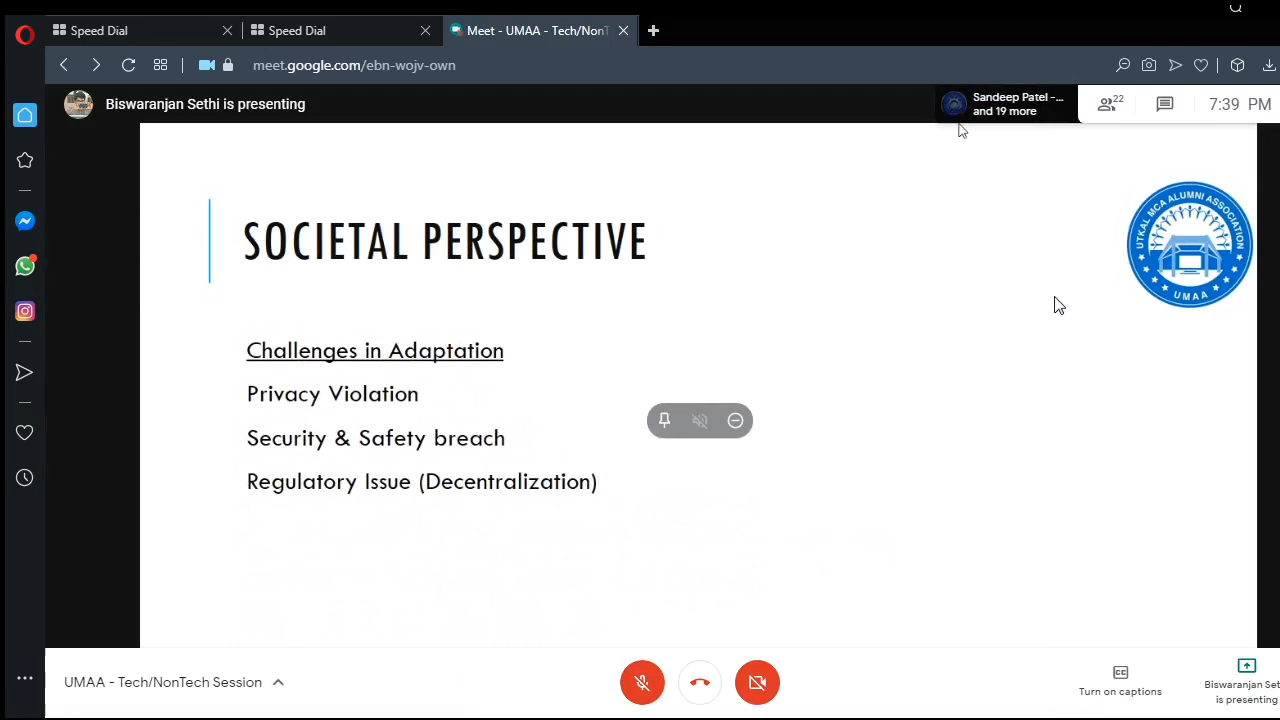 Speed Dial
Speed Dial
Meet - UMAA - Tech/NonT
meet.google.com/ebn-wojv-own
Biswaranjan Sethi is presenting
Sandeep Patel -...
and 19 more
22
7:39 PM
SOCIETAL PERSPECTIVE
UTKAL MCA ALUMNI ASSOCIATION
UMAA
Challenges in Adaptation
Privacy Violation
Security & Safety breach
Regulatory Issue (Decentralization)
UMAA - Tech/NonTech Session
CC
Turn on captions
Biswaranjan Set
is presenting